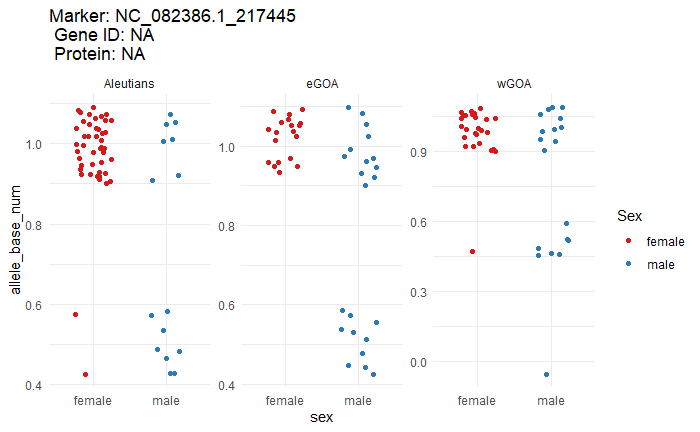 Marker: NC_082386.1_217445
Gene ID: NA
Protein: NA
Aleutians
eGOA
wGOA
allele_base_num
1.0
0.8
0.6
0.4
1.0
0.8
0.6
0.4
0.9
0.6
0.3
0.0
female
male
female
male
female
male
sex
Sex
female
male